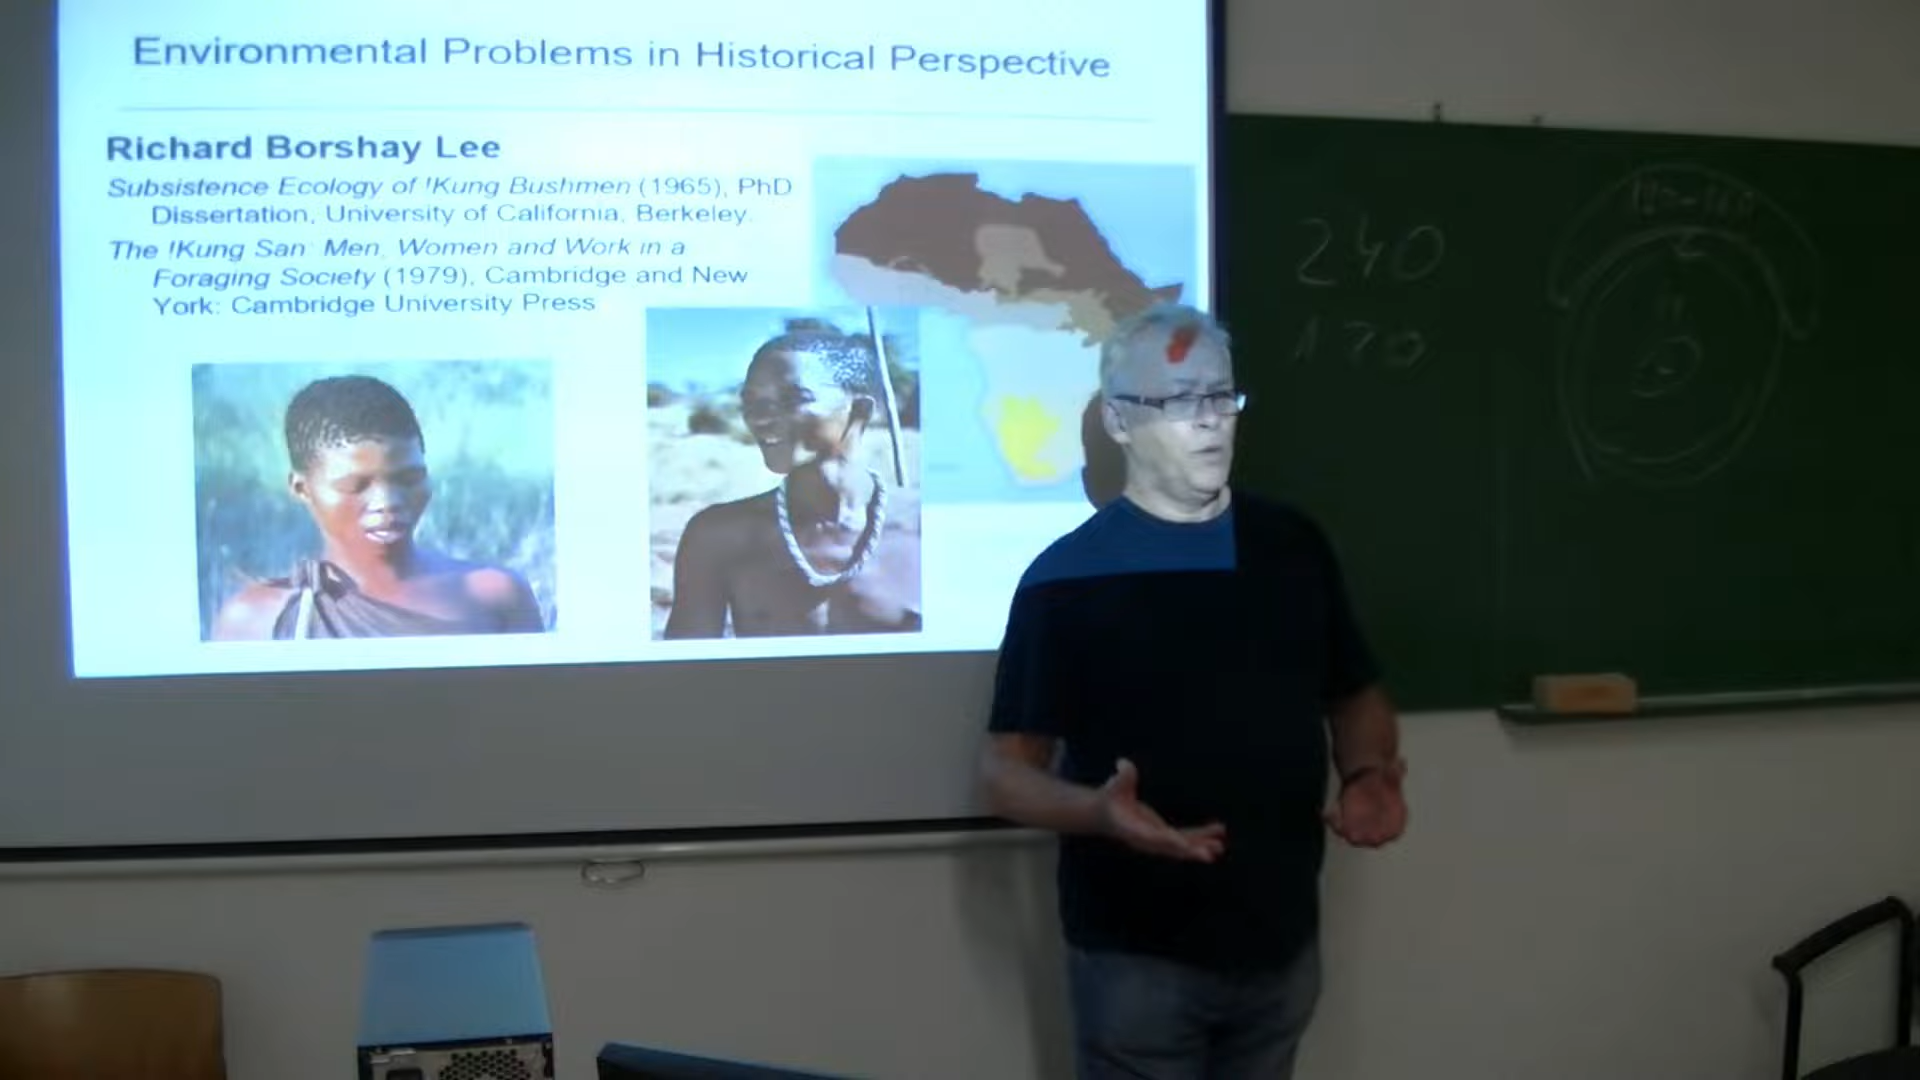 Environmental Problems in Historical Perspective
Richard Borshay Lee
Subsistence Ecology of !Kung Bushmen (1965), PhD
Dissertation, University of California, Berkeley.
The !Kung San: Men, Women and Work in a
Foraging Society (1979), Cambridge and New
York: Cambridge University Press
240
170